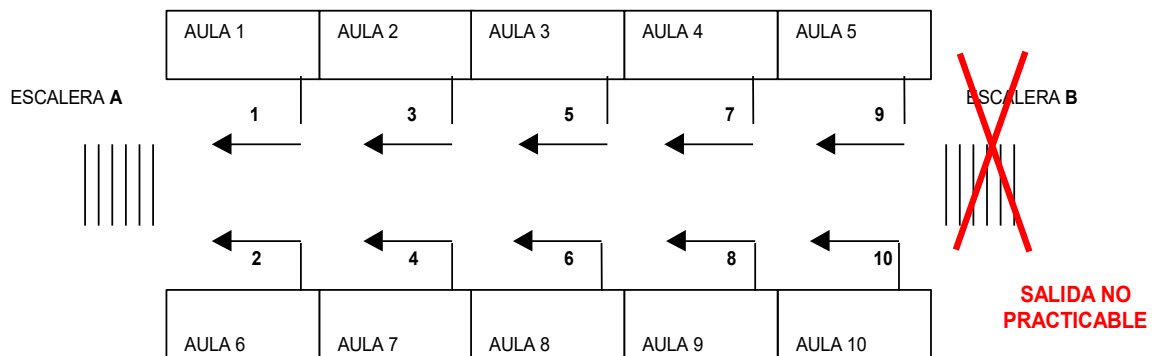 AULA 1
AULA 2
AULA 3
AULA 4
AULA 5
ESCALERA A
ESCALERA B
1
3
5
7
9
2
4
6
8
10
SALIDA NO
PRACTICABLE
AULA 6
AULA 7
AULA 8
AULA 9
AULA 10